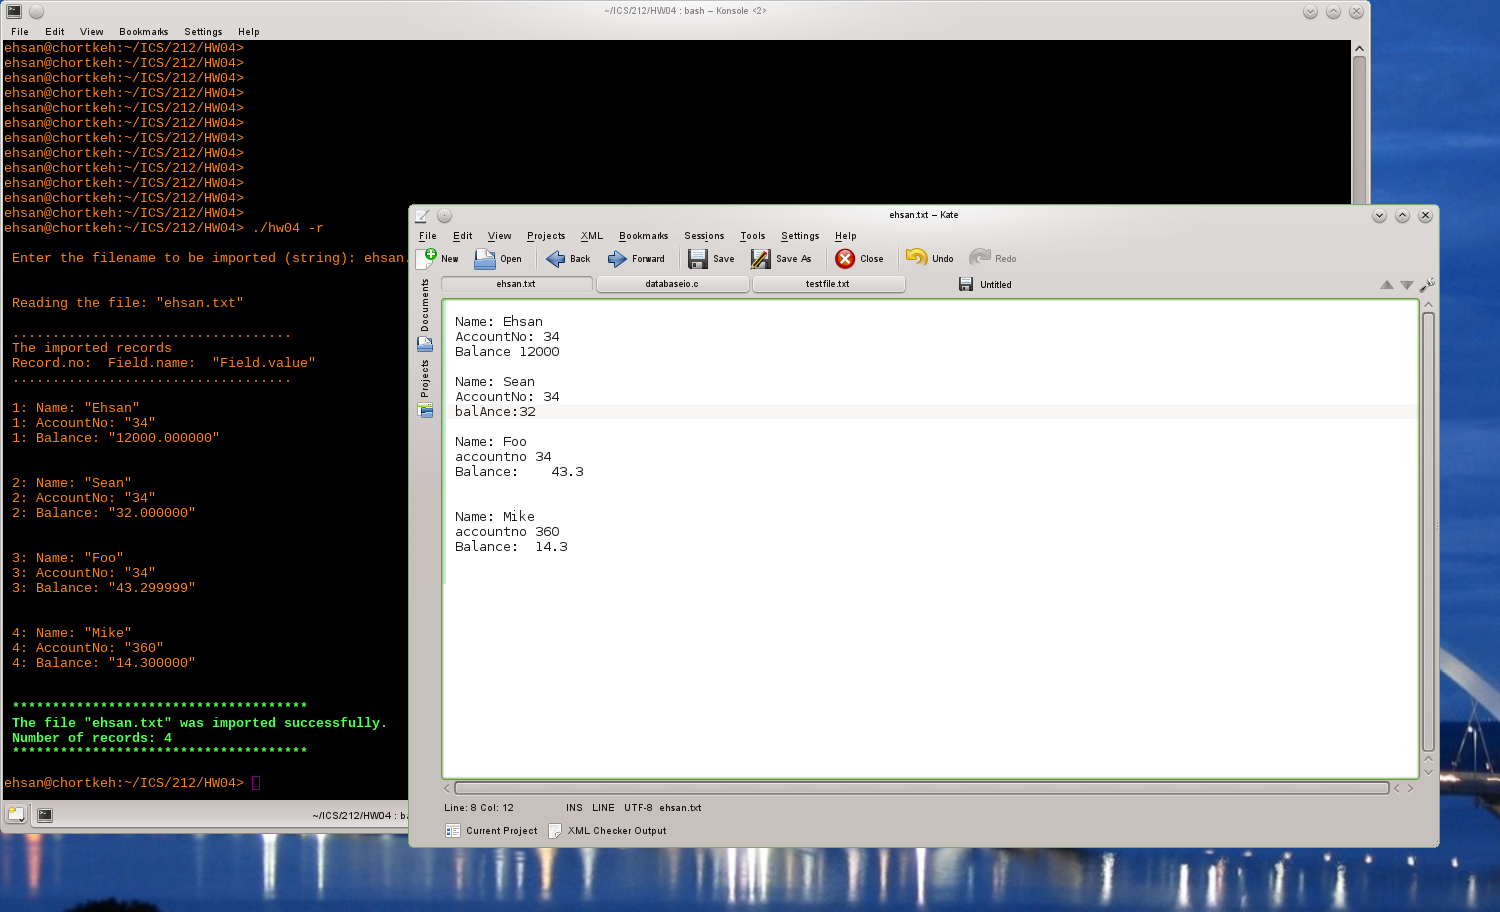 ~/ICS/212/HW04 : bash – Konsole <2>
File Edit View Bookmarks Settings Help
ehsan@chortkeh:~/ICS/212/HW04>
ehsan@chortkeh:~/ICS/212/HW04>
ehsan@chortkeh:~/ICS/212/HW04>
ehsan@chortkeh:~/ICS/212/HW04>
ehsan@chortkeh:~/ICS/212/HW04>
ehsan@chortkeh:~/ICS/212/HW04>
ehsan@chortkeh:~/ICS/212/HW04>
ehsan@chortkeh:~/ICS/212/HW04>
ehsan@chortkeh:~/ICS/212/HW04>
ehsan@chortkeh:~/ICS/212/HW04>
ehsan@chortkeh:~/ICS/212/HW04>
ehsan@chortkeh:~/ICS/212/HW04>
ehsan@chortkeh:~/ICS/212/HW04> ./hw04 -r
Enter the filename to be imported (string): ehsan.
Reading the file: "ehsan.txt"
...................................
The imported records
Record.no:  Field.name:  "Field.value"
...................................
1: Name: "Ehsan"
1: AccountNo: "34"
1: Balance: "12000.000000"
2: Name: "Sean"
2: AccountNo: "34"
2: Balance: "32.000000"
3: Name: "Foo"
3: AccountNo: "34"
3: Balance: "43.299999"
4: Name: "Mike"
4: AccountNo: "360"
4: Balance: "14.300000"
*************************************
The file "ehsan.txt" was imported successfully.
Number of records: 4
*************************************
ehsan@chortkeh:~/ICS/212/HW04>
~/ICS/212/HW04 : ba
ehsan.txt – Kate
File Edit View Projects XML Bookmarks Sessions Tools Settings Help
New Open Back Forward Save Save As Close Undo Redo
ehsan.txt databaseio.c testfile.txt Untitled
Documents
Projects
Name: Ehsan
AccountNo: 34
Balance 12000
Name: Sean
AccountNo: 34
balAnce:32
Name: Foo
accountno 34
Balance:    43.3
Name: Mike
accountno 360
Balance:  14.3
Line: 8 Col: 12 INS LINE UTF-8 ehsan.txt
Current Project XML Checker Output